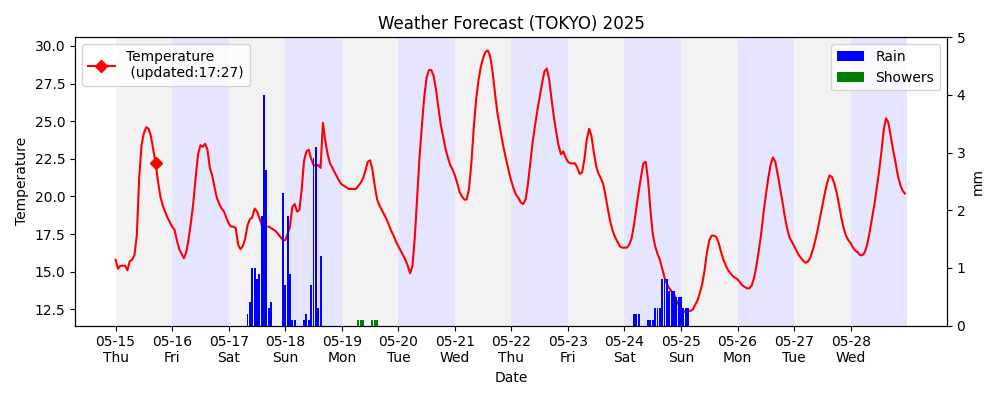 Weather Forecast (TOKYO) 2025
Temperature
(updated:17:27)
Rain
Showers
Temperature
30.0
27.5
25.0
22.5
20.0
17.5
15.0
12.5
5
4
3
2
1
0
mm
05-15 05-16 05-17 05-18 05-19 05-20 05-21 05-22 05-23 05-24 05-25 05-26 05-27 05-28
Thu Fri Sat Sun Mon Tue Wed Thu Fri Sat Sun Mon Tue Wed
Date